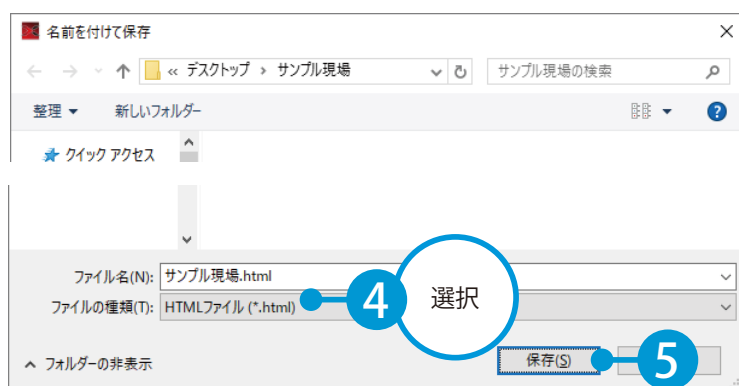 名前を付けて保存
« デスクトップ › サンプル現場 サンプル現場の検索
整理 新しいフォルダー
クイック アクセス
ファイル名(N): サンプル現場.html
ファイルの種類(T): HTMLファイル (*.html) 4 選択
フォルダーの非表示 保存(S) 5